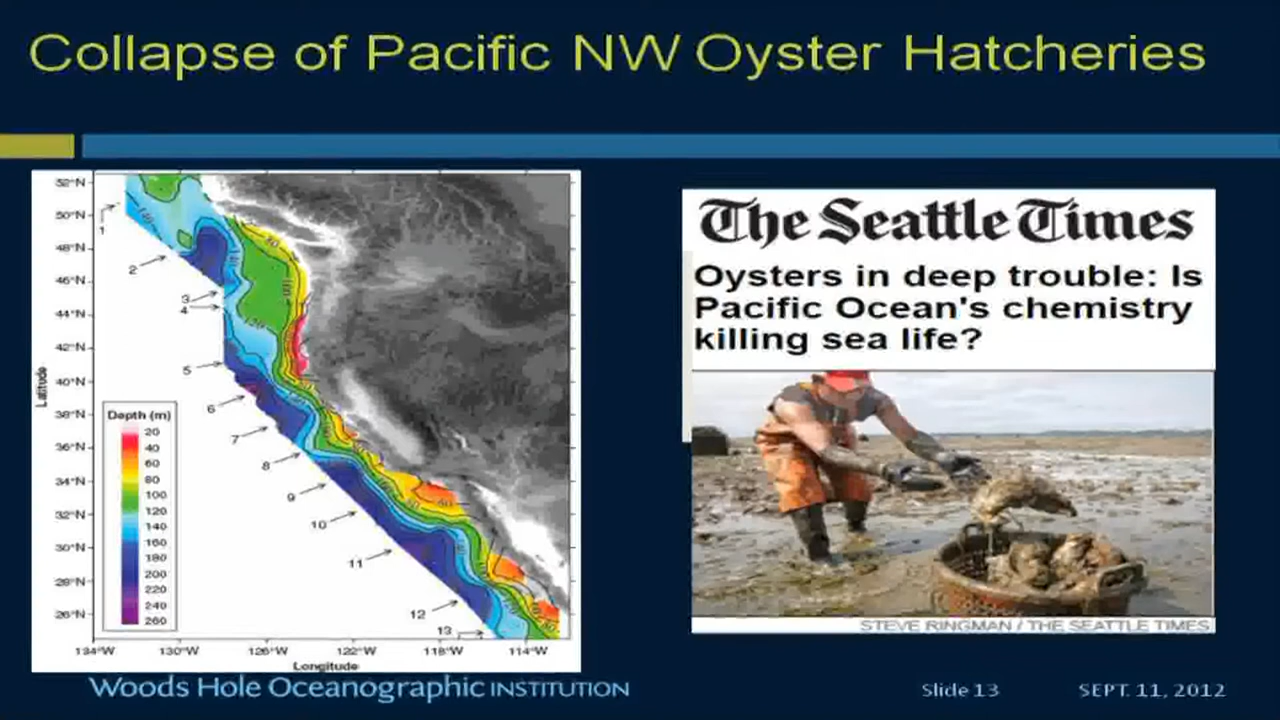 Collapse of Pacific NW Oyster Hatcheries
52°N
50°N
48°N
46°N
44°N
42°N
40°N
38°N
36°N
34°N
32°N
30°N
28°N
26°N
Latitude
1
2
3
4
5
6
7
8
9
10
11
12
13
Depth (m)
20
40
60
80
100
120
140
160
180
200
220
240
260
134°W
130°W
126°W
122°W
118°W
114°W
Longitude
The Seattle Times
Oysters in deep trouble: Is
Pacific Ocean's chemistry
killing sea life?
STEVE RINGMAN / THE SEATTLE TIMES
Woods Hole Oceanographic INSTITUTION
Slide 13
SEPT. 11, 2012